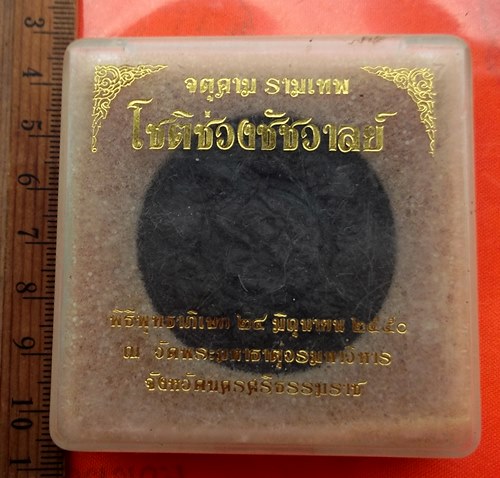 จตุคาม รามเทพ
โชติช่วงชัชวาลย์
พิธีพุทธาภิเษก ๒๔ มิถุนายน ๒๕๕๐
ณ วัดพระมหาธาตุวรมหาวิหาร
จังหวัดนครศรีธรรมราช
3
4
5
6
7
8
9
10